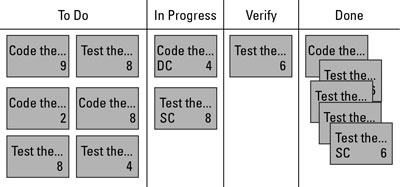 To Do
In Progress
Verify
Done
Code the...
9
Test the...
8
Code the...
2
Code the...
8
Test the...
8
Test the...
4
Code the...
DC 4
Test the...
SC 8
Test the...
6
Code the...
Test the...
Test the...
Test the...
Test the...
SC 6